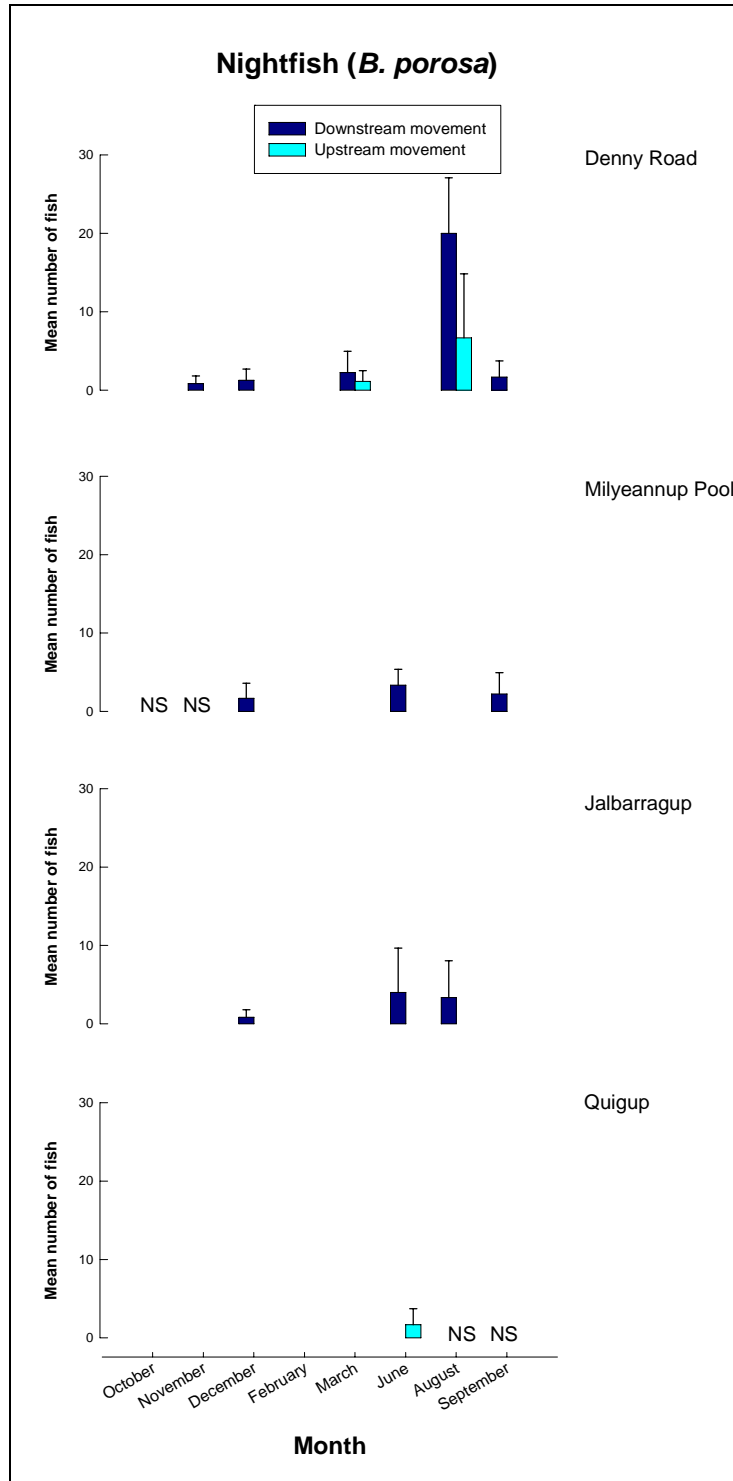 Nightfish (B. porosa)
Downstream movement
Upstream movement
Denny Road
Mean number of fish
30
20
10
0
Milyeannup Pool
Mean number of fish
30
20
10
0
NS NS
Jalbarragup
Mean number of fish
30
20
10
0
Quigup
Mean number of fish
30
20
10
0
NS NS
October
November
December
February
March
June
August
September
Month